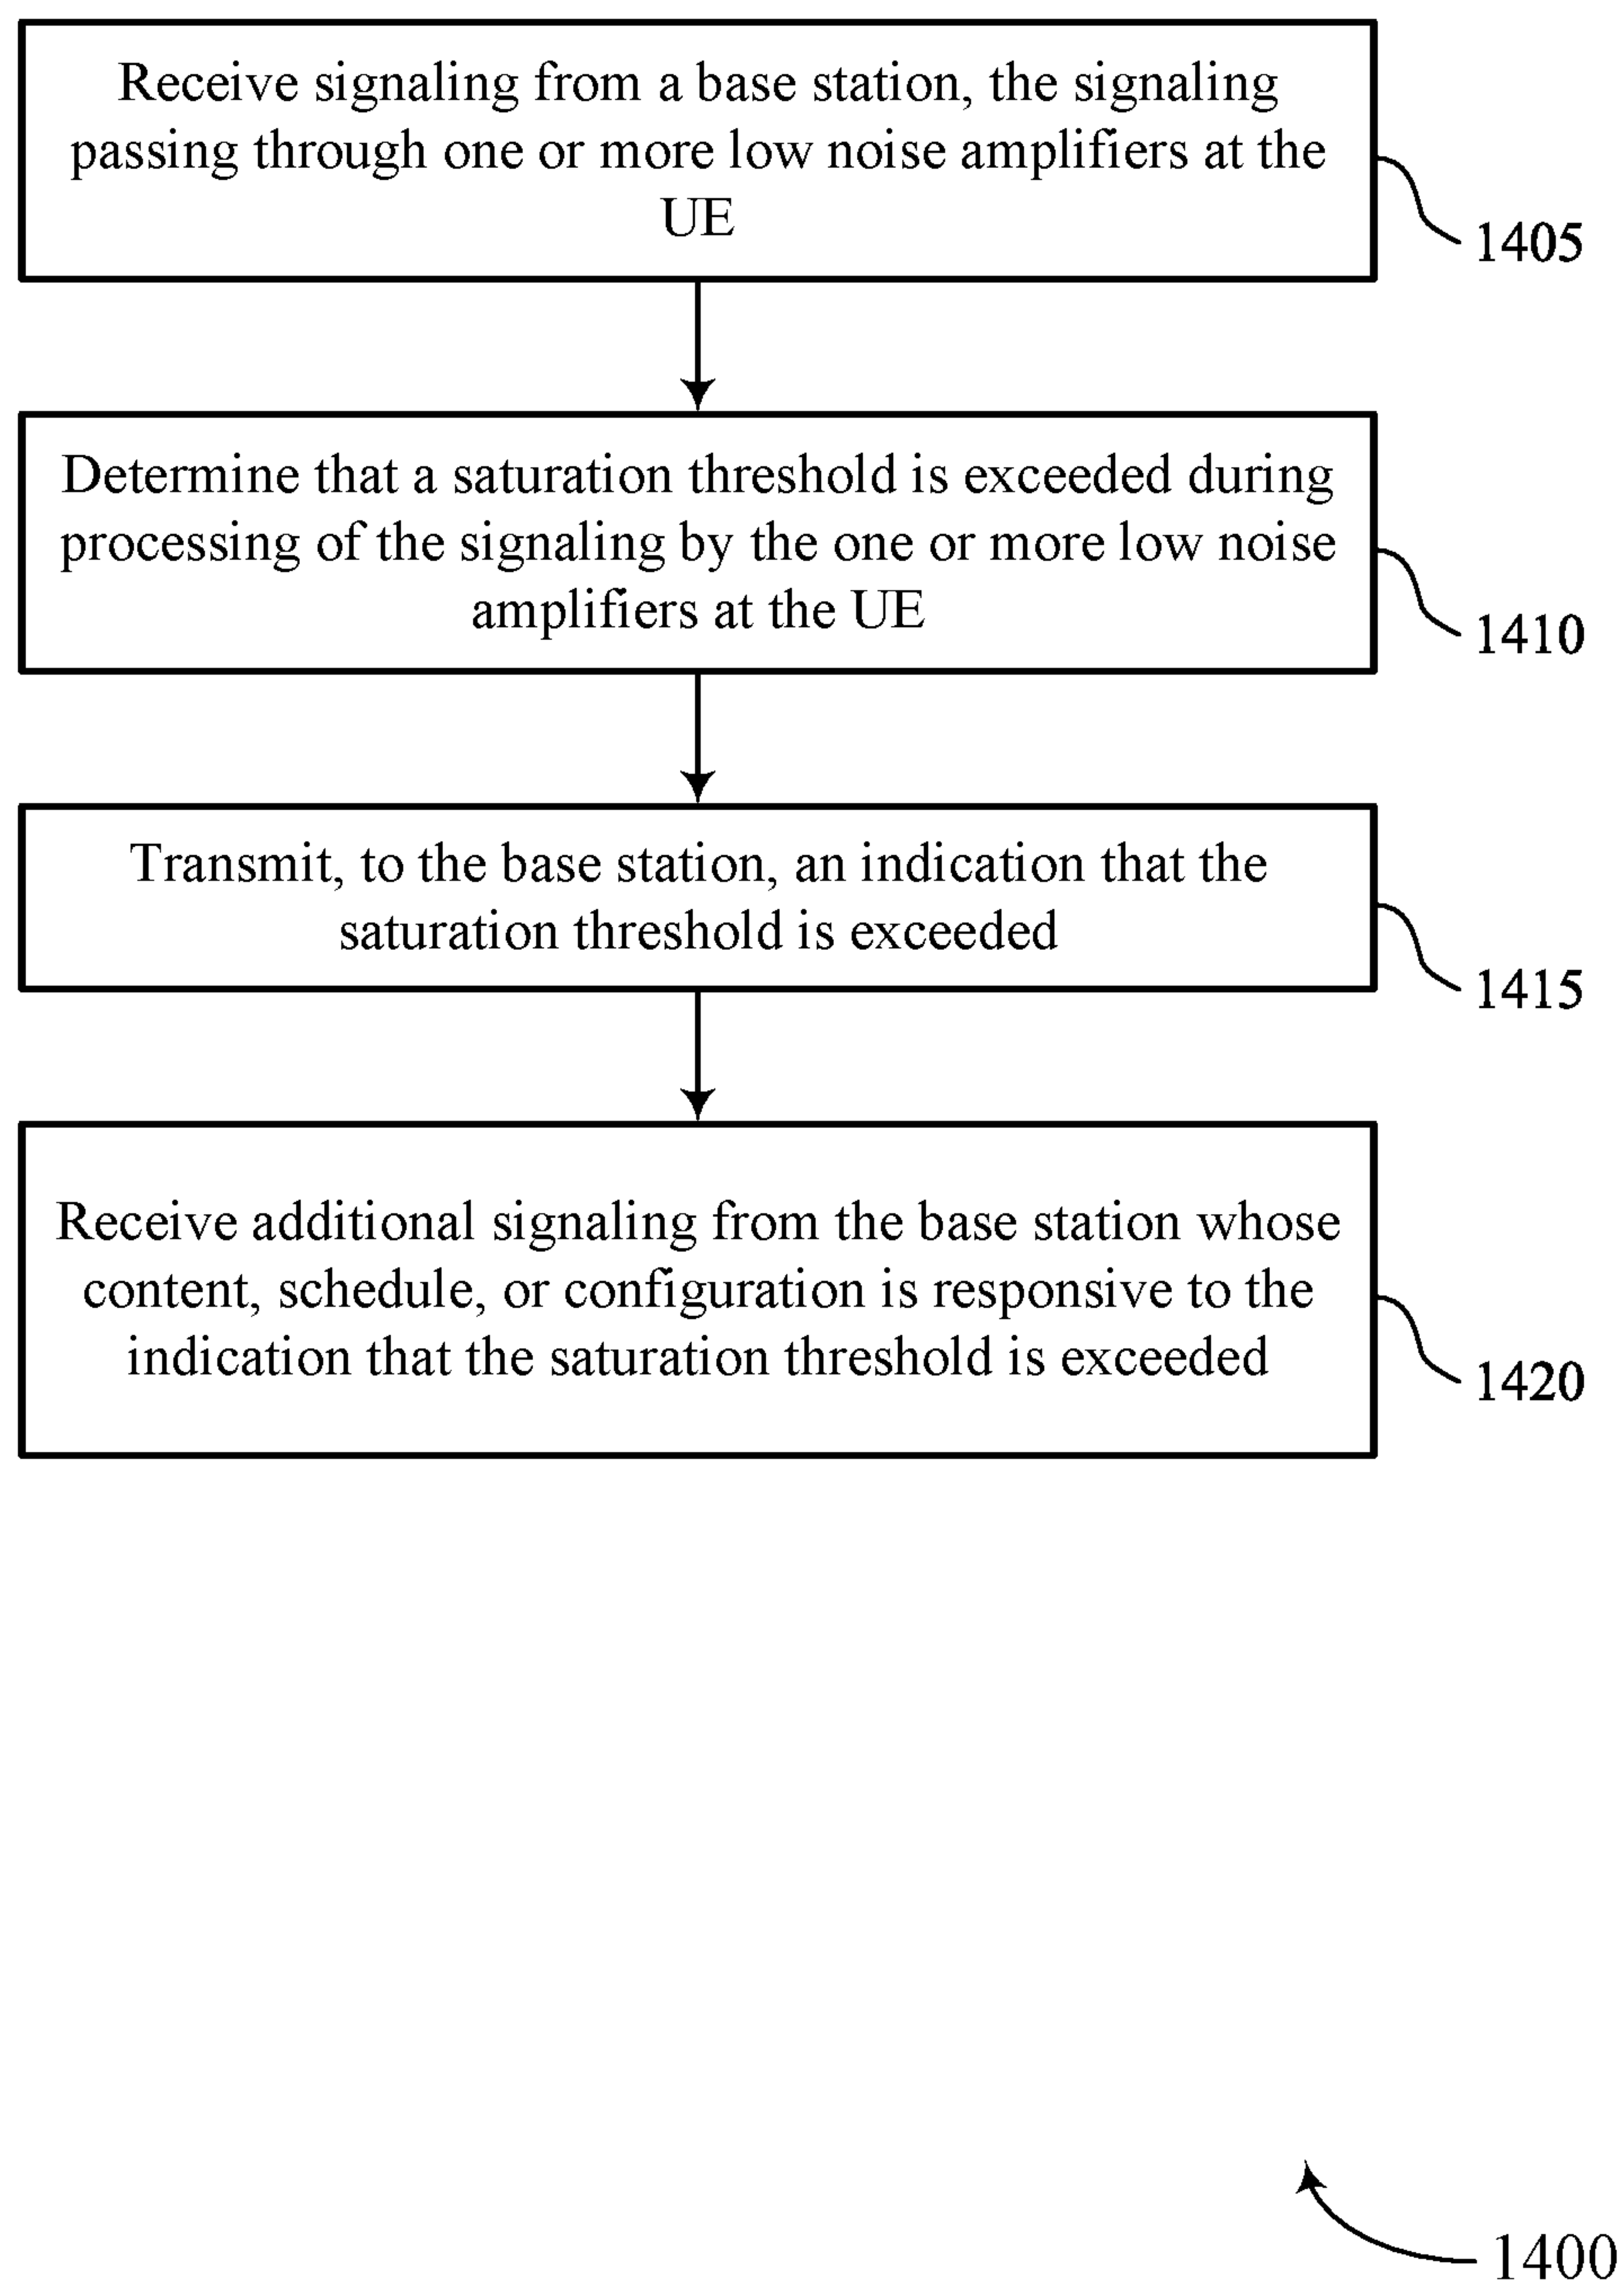 Receive signaling from a base station, the signaling
passing through one or more low noise amplifiers at the
UE
1405
Determine that a saturation threshold is exceeded during
processing of the signaling by the one or more low noise
amplifiers at the UE
1410
Transmit, to the base station, an indication that the
saturation threshold is exceeded
1415
Receive additional signaling from the base station whose
content, schedule, or configuration is responsive to the
indication that the saturation threshold is exceeded
1420
1400